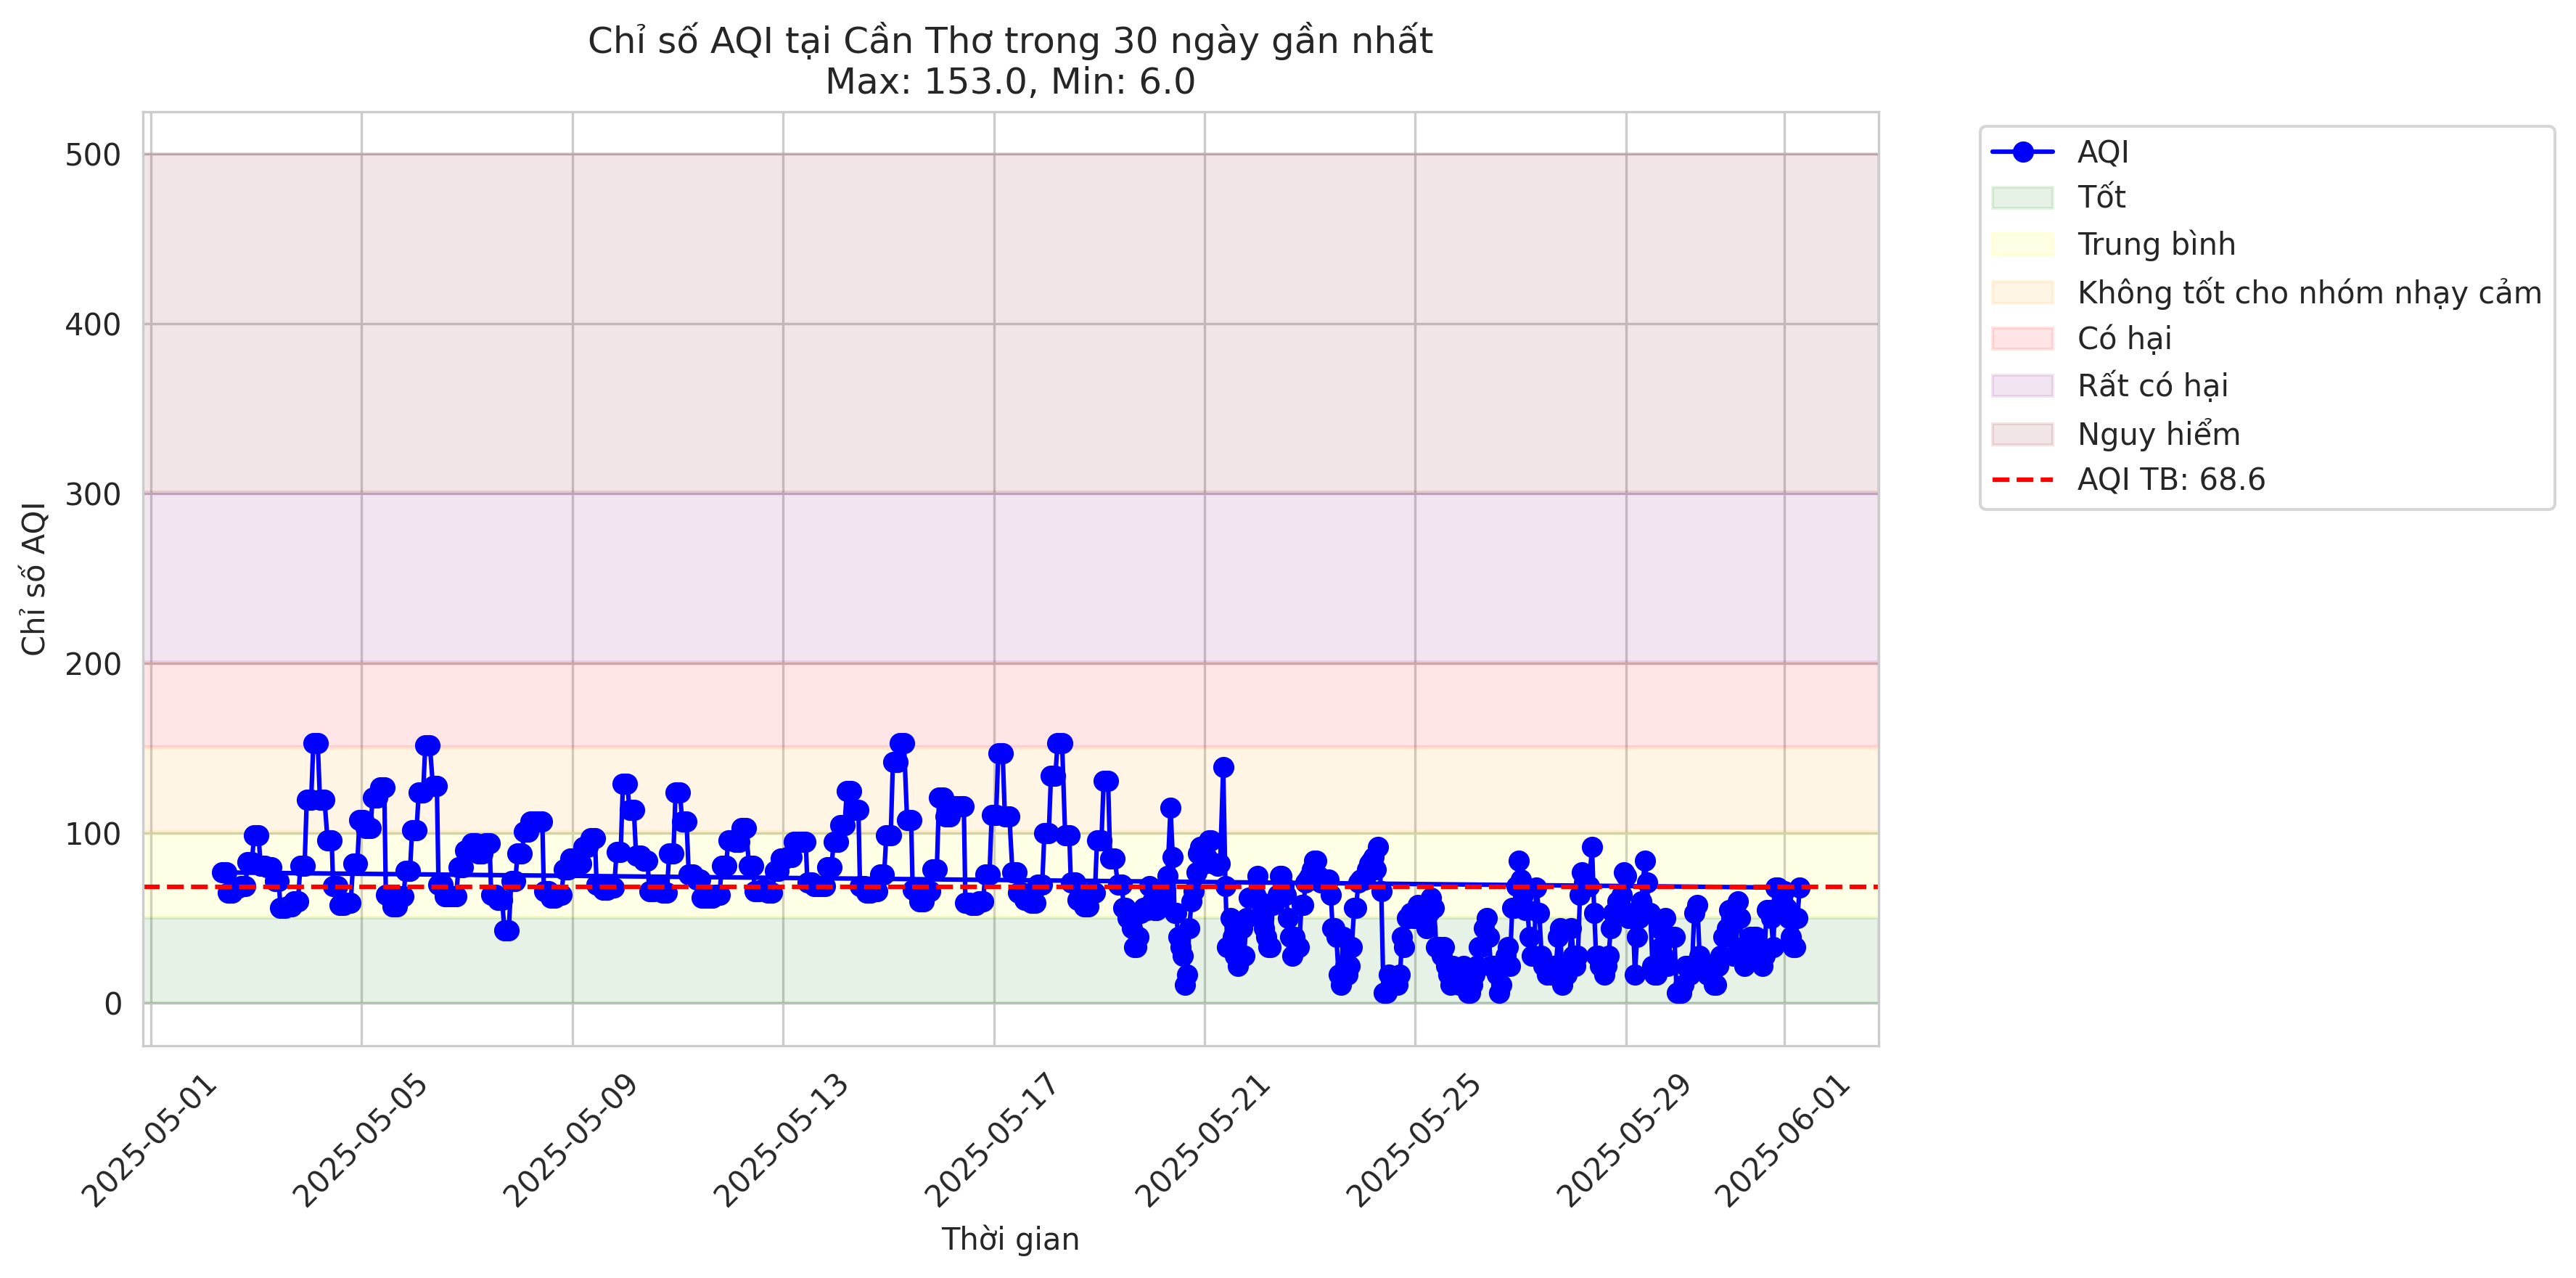 Chỉ số AQI tại Cần Thơ trong 30 ngày gần nhất
Max: 153.0, Min: 6.0
Chỉ số AQI
500
400
300
200
100
0
2025-05-01
2025-05-05
2025-05-09
2025-05-13
2025-05-17
2025-05-21
2025-05-25
2025-05-29
2025-06-01
Thời gian
AQI
Tốt
Trung bình
Không tốt cho nhóm nhạy cảm
Có hại
Rất có hại
Nguy hiểm
AQI TB: 68.6